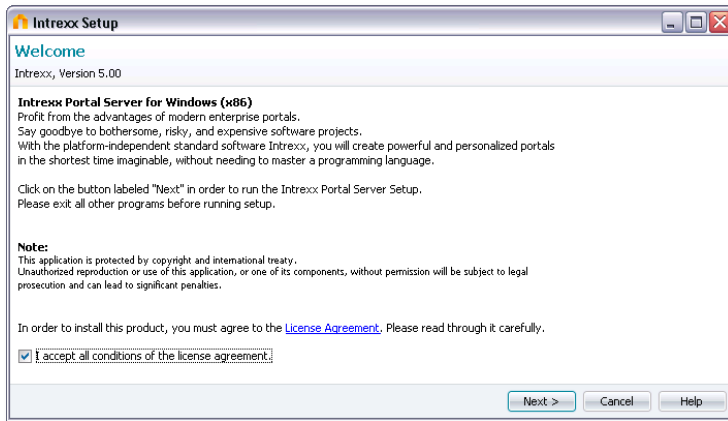 Intrexx Setup
Welcome
Intrexx, Version 5.00
Intrexx Portal Server for Windows (x86)
Profit from the advantages of modern enterprise portals.
Say goodbye to bothersome, risky, and expensive software projects.
With the platform-independent standard software Intrexx, you will create powerful and personalized portals
in the shortest time imaginable, without needing to master a programming language.
Click on the button labeled "Next" in order to run the Intrexx Portal Server Setup.
Please exit all other programs before running setup.
Note:
This application is protected by copyright and international treaty.
Unauthorized reproduction or use of this application, or one of its components, without permission will be subject to legal
prosecution and can lead to significant penalties.
In order to install this product, you must agree to the License Agreement. Please read through it carefully.
I accept all conditions of the license agreement.
Next > Cancel Help